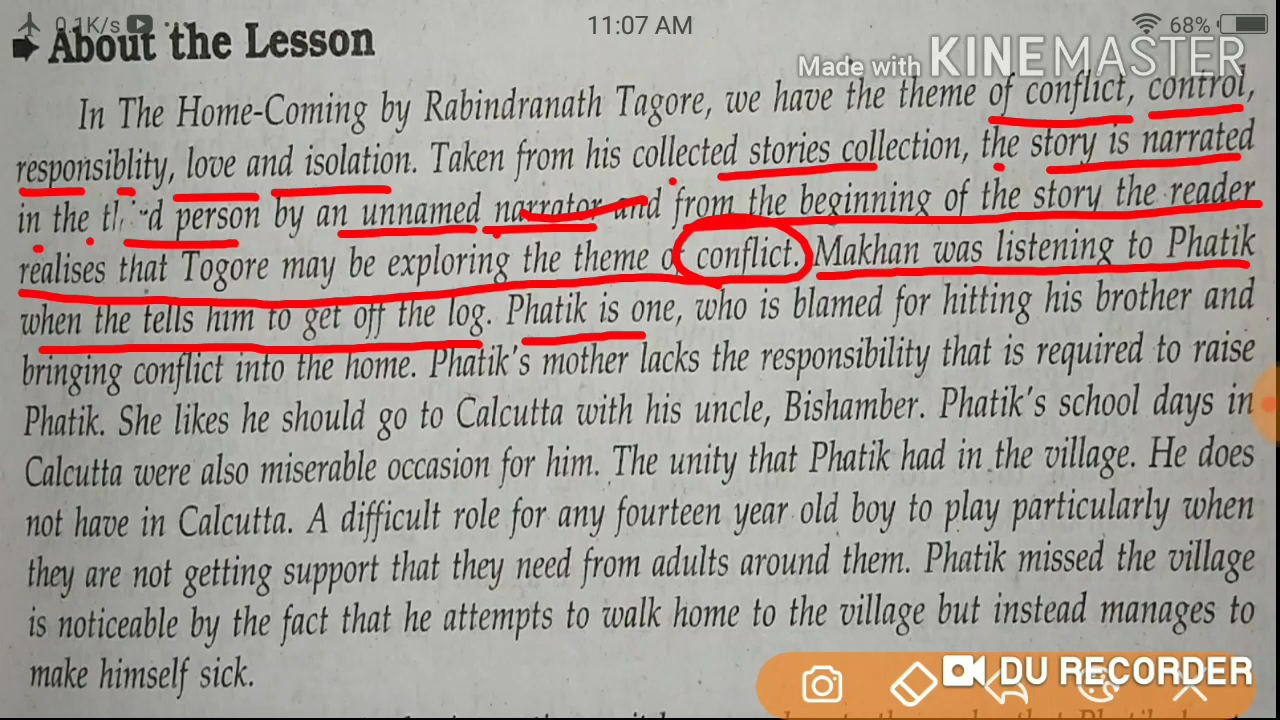 0.1K/s
11:07 AM
68%
Made with KINEMASTER
About the Lesson
In The Home-Coming by Rabindranath Tagore, we have the theme of conflict, control,
responsiblity, love and isolation. Taken from his collected stories collection, the story is narrated
in the person by an unnamed narrator and from the beginning of the story the reader
realises that Togore may be exploring the theme conflict. Makhan was listening to Phatik
when the tells him to get off the log. Phatik is one, who is blamed for hitting his brother and
bringing conflict into the home. Phatik's mother lacks the responsibility that is required to raise
Phatik. She likes he should go to Calcutta with his uncle, Bishamber. Phatik's school days in
Calcutta were also miserable occasion for him. The unity that Phatik had in the village. He does
not have in Calcutta. A difficult role for any fourteen year old boy to play particularly when
they are not getting support that they need from adults around them. Phatik missed the village
is noticeable by the fact that he attempts to walk home to the village but instead manages to
make himself sick.
DU RECORDER